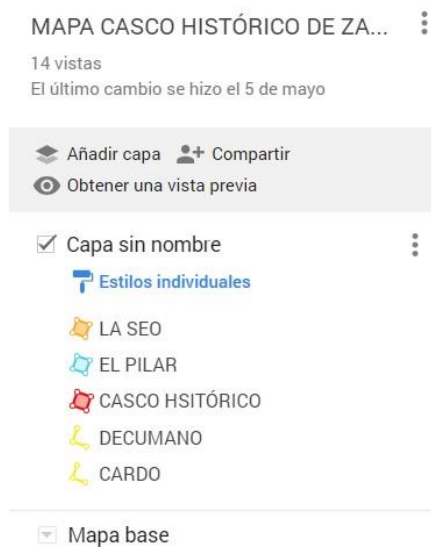 MAPA CASCO HISTÓRICO DE ZA...
14 vistas
El último cambio se hizo el 5 de mayo
Añadir capa Compartir
Obtener una vista previa
Capa sin nombre
Estilos individuales
LA SEO
EL PILAR
CASCO HSITÓRICO
DECUMANO
CARDO
Mapa base